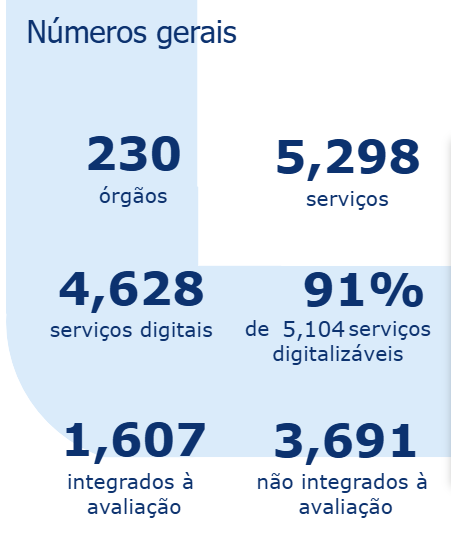 Números gerais
230
órgãos
5,298
serviços
4,628
serviços digitais
91%
de 5,104 serviços
digitalizáveis
1,607
integrados à
avaliação
3,691
não integrados à
avaliação